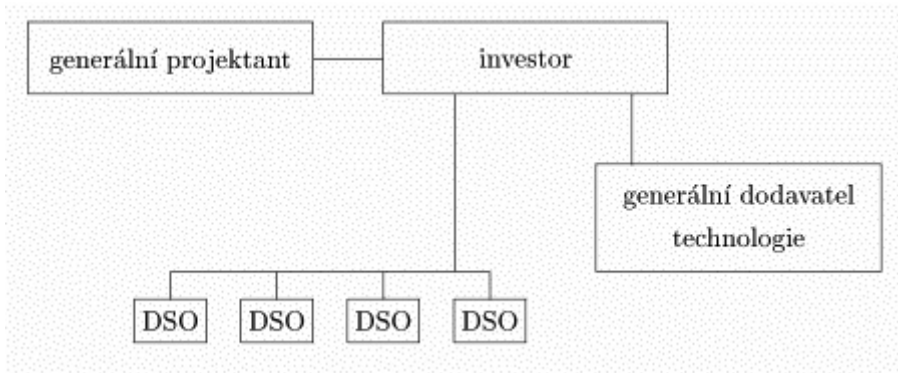 generální projektant
investor
generální dodavatel
technologie
DSO
DSO
DSO
DSO